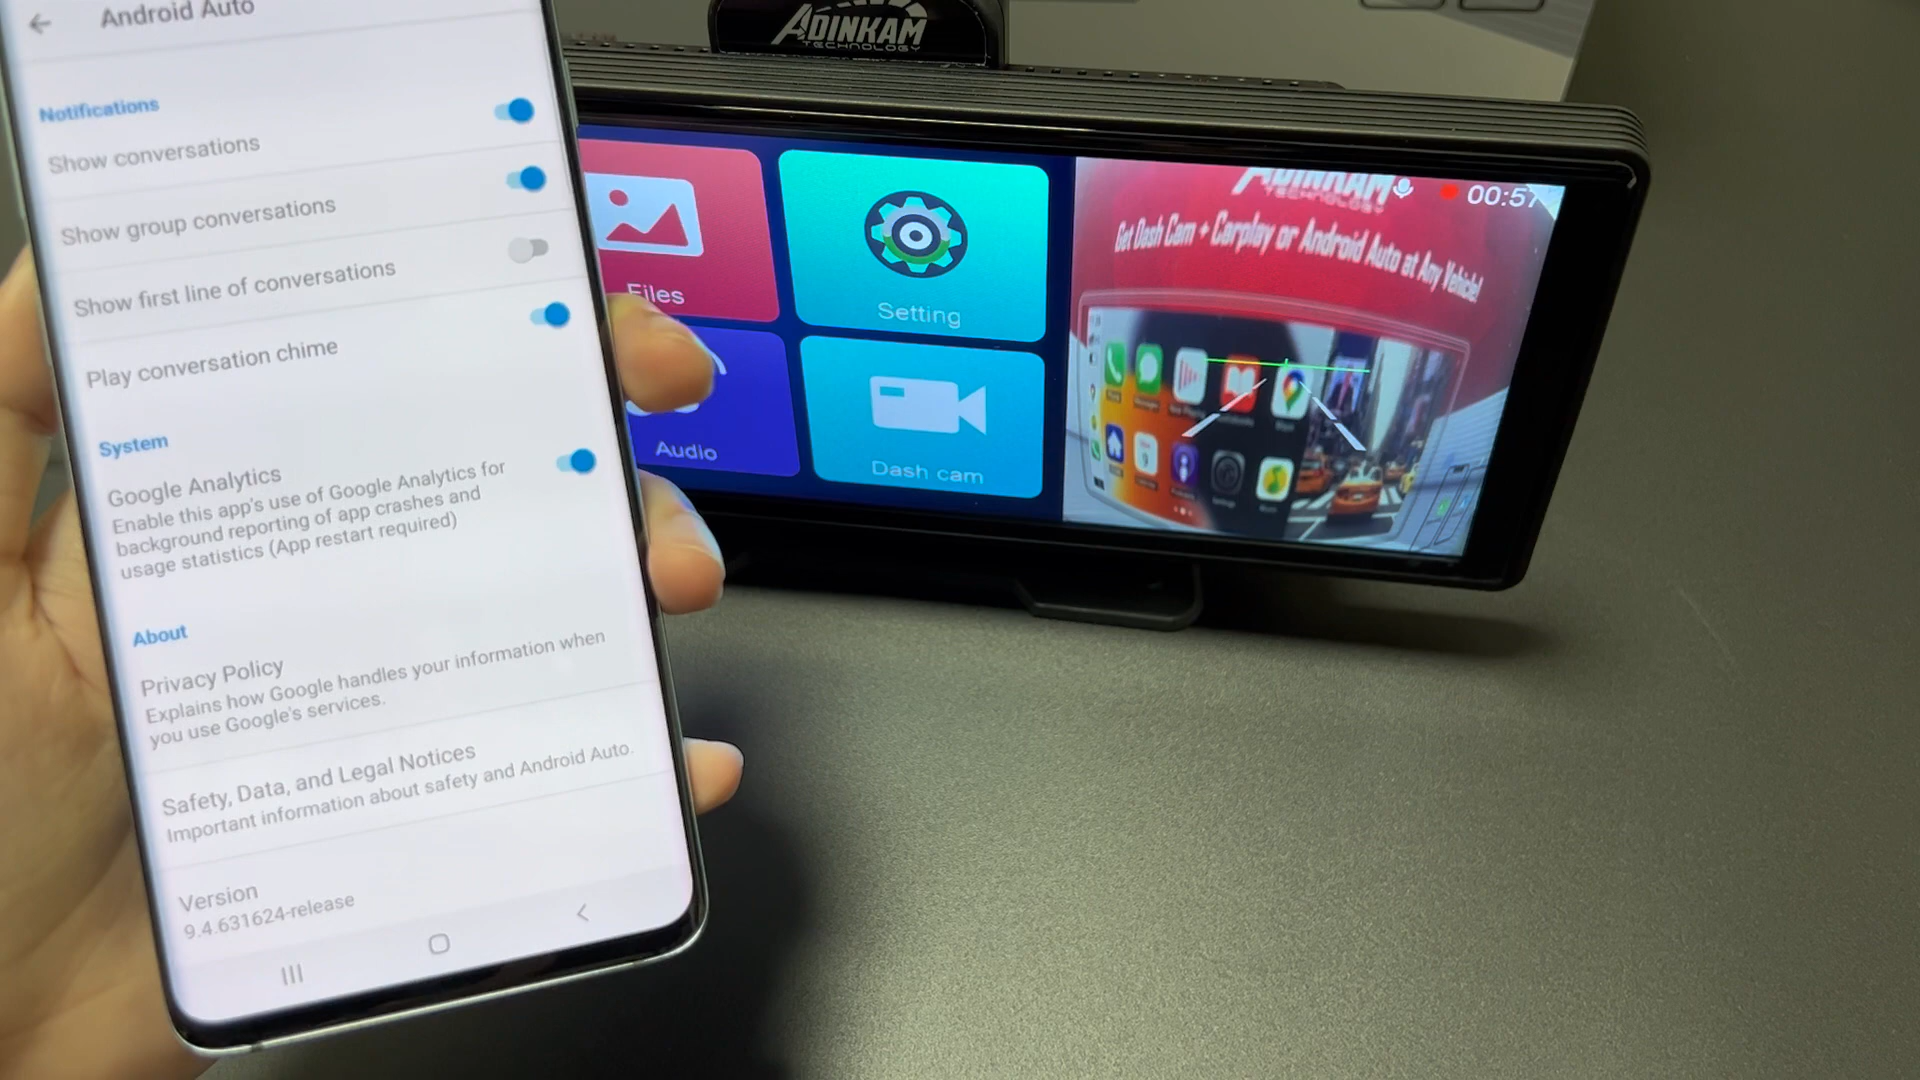 Android Auto
Notifications
Show conversations
Show group conversations
Show first line of conversations
Play conversation chime
System
Google Analytics
Enable this app's use of Google Analytics for
background reporting of app crashes and
usage statistics (App restart required)
About
Privacy Policy
Explains how Google handles your information when
you use Google's services.
Safety, Data, and Legal Notices
Important information about safety and Android Auto.
Version
9.4.631624-release
ADINKAM
TECHNOLOGY
Files
Setting
Audio
Dash cam
ADINKAM
TECHNOLOGY
00:57
Get Dash Cam + Carplay or Android Auto at Any Vehicle!